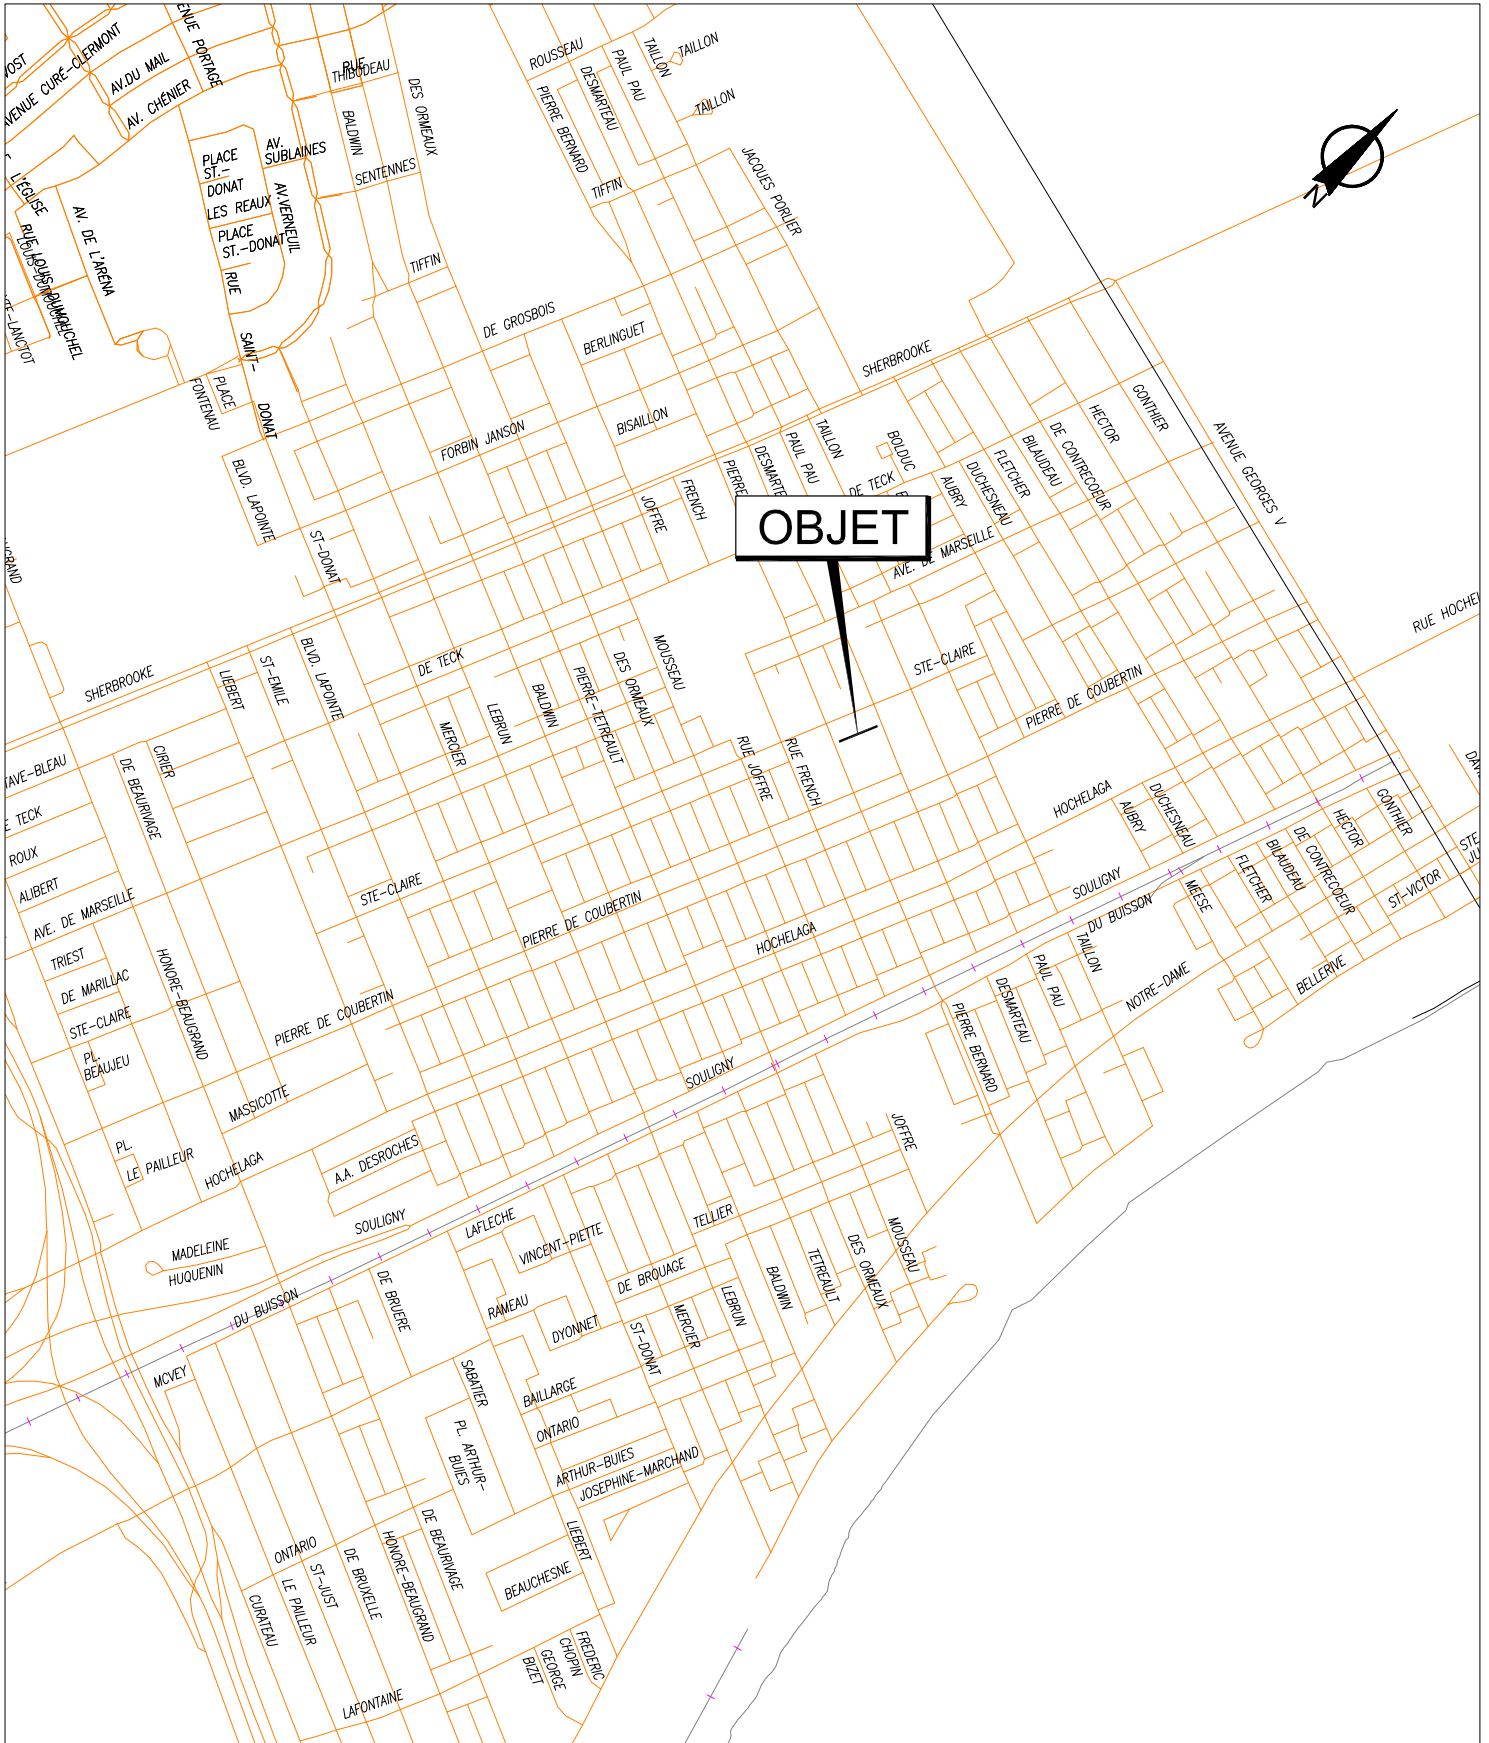 AVENUE CURÉ-CLERMONT
AV.DU MAIL
AV. CHÉNIER
RUE
THIBODEAU
BALDWIN
DES ORMEAUX
SENTENNES
PLACE
ST.-
DONAT
AV.
SUBLAINES
LES REAUX
PLACE
ST.-DONAT
AV.VERNEUIL
AV. DE L'ARÉNA
L'ÉGLISE
RUE LOUIS-DUMOUCHEL
RUE
SAINT-
DONAT
FONTENAU
PLACE
TIFFIN
ROUSSEAU
PIERRE BERNARD
DESMARTEAU
PAUL PAU
TAILLON
TAILLON
TAILLON
TIFFIN
JACQUES PORLIER
N
DE GROSBOIS
BERLINGUET
BISAILLON
FORBIN JANSON
SHERBROOKE
BLVD. LAPOINTE
ST-DONAT
JOFFRE
FRENCH
PAUL PAU
TAILLON
BOLDUC
DE TECK
AUBRY
DUCHESNEAU
FLETCHER
BILAUDEAU
DE CONTRECOEUR
HECTOR
GONTHIER
AVENUE GEORGES V
OBJET
AVE. DE MARSEILLE
STE-CLAIRE
PIERRE DE COUBERTIN
SHERBROOKE
LIEBERT
ST-EMILE
BLVD. LAPOINTE
DE TECK
MERCIER
LEBRUN
BALDWIN
PIERRE-TETREAULT
DES ORMEAUX
MOUSSEAU
RUE JOFFRE
RUE FRENCH
CIRIER
DE BEAURIVAGE
ROUX
ALIBERT
AVE. DE MARSEILLE
TRIEST
DE MARILLAC
STE-CLAIRE
PL.
BEAUJEU
HONORE-BEAUGRAND
STE-CLAIRE
PIERRE DE COUBERTIN
PIERRE DE COUBERTIN
HOCHELAGA
HOCHELAGA
AUBRY
DUCHESNEAU
SOULIGNY
DU BUISSON
MEESE
FLETCHER
BILAUDEAU
DE CONTRECOEUR
HECTOR
GONTHIER
ST-VICTOR
BELLERIVE
NOTRE-DAME
TAILLON
PAUL PAU
DESMARTEAU
PIERRE BERNARD
MASSICOTTE
PL.
LE PAILLEUR
HOCHELAGA
A.A. DESROCHES
SOULIGNY
SOULIGNY
JOFFRE
MADELEINE
HUQUENIN
DU BUISSON
LAFLECHE
VINCENT-PIETTE
TELLIER
DE BROUAGE
MOUSSEAU
DES ORMEAUX
TETREAULT
BALDWIN
LEBRUN
MERCIER
ST-DONAT
DE BRUERE
RAMEAU
DYONNET
MCVEY
SABATIER
BAILLARGE
ONTARIO
PL. ARTHUR-
BUIES
ARTHUR-BUIES
JOSEPHINE-MARCHAND
LIEBERT
BEAUCHESNE
ONTARIO
CURATEAU
LE PAILLEUR
ST-JUST
DE BRUXELLE
HONORE-BEAUGRAND
DE BEAURIVAGE
LAFONTAINE
BIZET
GEORGE
CHOPIN
FREDERIC